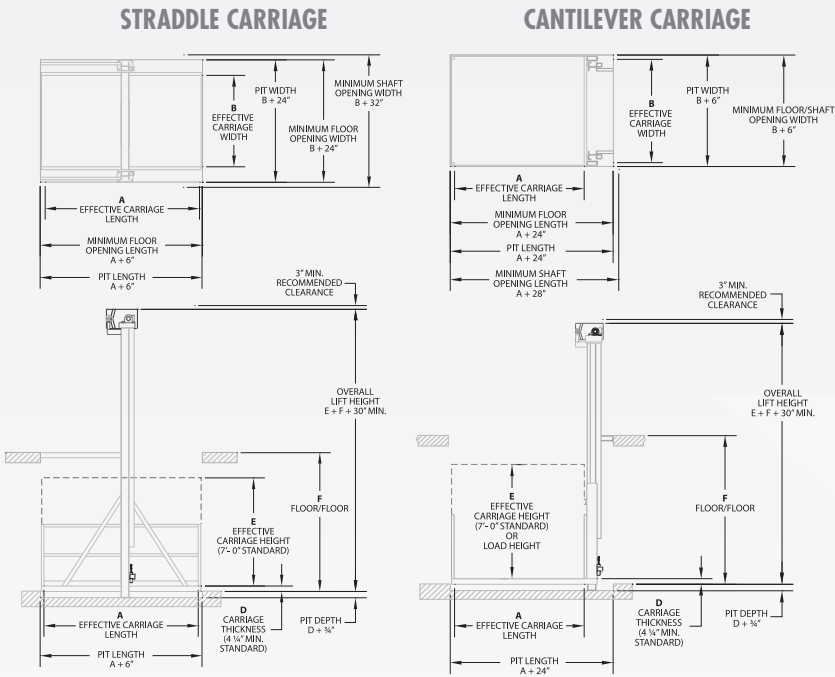 STRADDLE CARRIAGE
B
EFFECTIVE
CARRIAGE
WIDTH
PIT WIDTH
B + 24"
MINIMUM FLOOR
OPENING WIDTH
B + 24"
MINIMUM SHAFT
OPENING WIDTH
B + 32"
A
EFFECTIVE CARRIAGE
LENGTH
MINIMUM FLOOR
OPENING LENGTH
A + 6"
PIT LENGTH
A + 6"
3" MIN.
RECOMMENDED
CLEARANCE
OVERALL
LIFT HEIGHT
E + F + 30" MIN.
F
FLOOR/FLOOR
E
EFFECTIVE
CARRIAGE HEIGHT
(7'- 0" STANDARD)
A
EFFECTIVE CARRIAGE
LENGTH
D
CARRIAGE
THICKNESS
(4 ¼" MIN.
STANDARD)
PIT DEPTH
D + ¾"
PIT LENGTH
A + 6"
CANTILEVER CARRIAGE
B
EFFECTIVE
CARRIAGE
WIDTH
PIT WIDTH
B + 6"
MINIMUM FLOOR/SHAFT
OPENING WIDTH
B + 6"
A
EFFECTIVE CARRIAGE
LENGTH
MINIMUM FLOOR
OPENING LENGTH
A + 24"
PIT LENGTH
A + 24"
MINIMUM SHAFT
OPENING LENGTH
A + 28"
3" MIN.
RECOMMENDED
CLEARANCE
OVERALL
LIFT HEIGHT
E + F + 30" MIN.
E
EFFECTIVE
CARRIAGE HEIGHT
(7'- 0" STANDARD)
OR
LOAD HEIGHT
F
FLOOR/FLOOR
A
EFFECTIVE CARRIAGE
LENGTH
D
CARRIAGE
THICKNESS
(4 ¼" MIN.
STANDARD)
PIT DEPTH
D + ¾"
PIT LENGTH
A + 24"